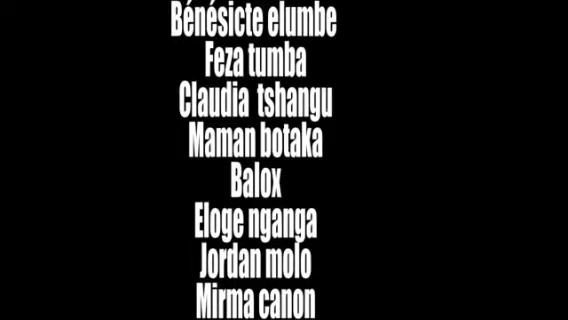 Bénésicte elumbe
Feza tumba
Claudia tshangu
Maman botaka
Balox
Eloge nganga
Jordan molo
Mirma canon